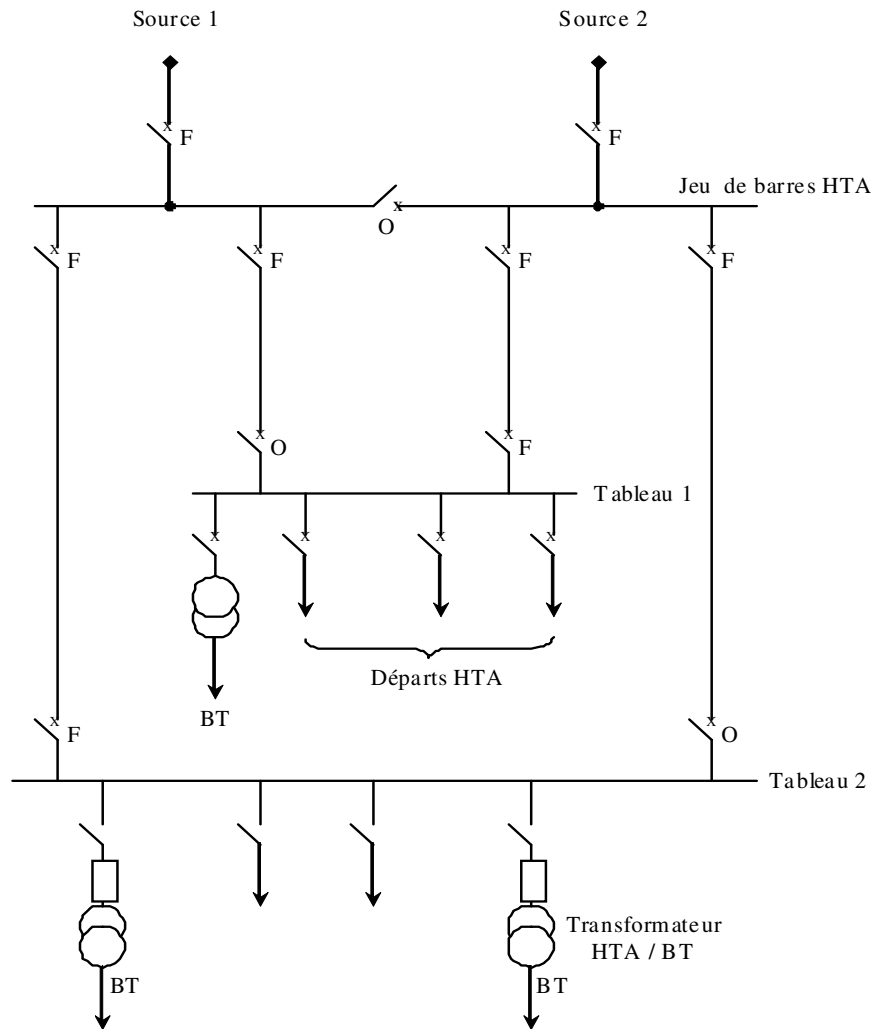 Source 1
Source 2
F
F
Jeu de barres HTA
O
F
F
F
F
O
F
Tableau 1
Départs HTA
BT
F
O
Tableau 2
Transformateur
HTA / BT
BT
BT